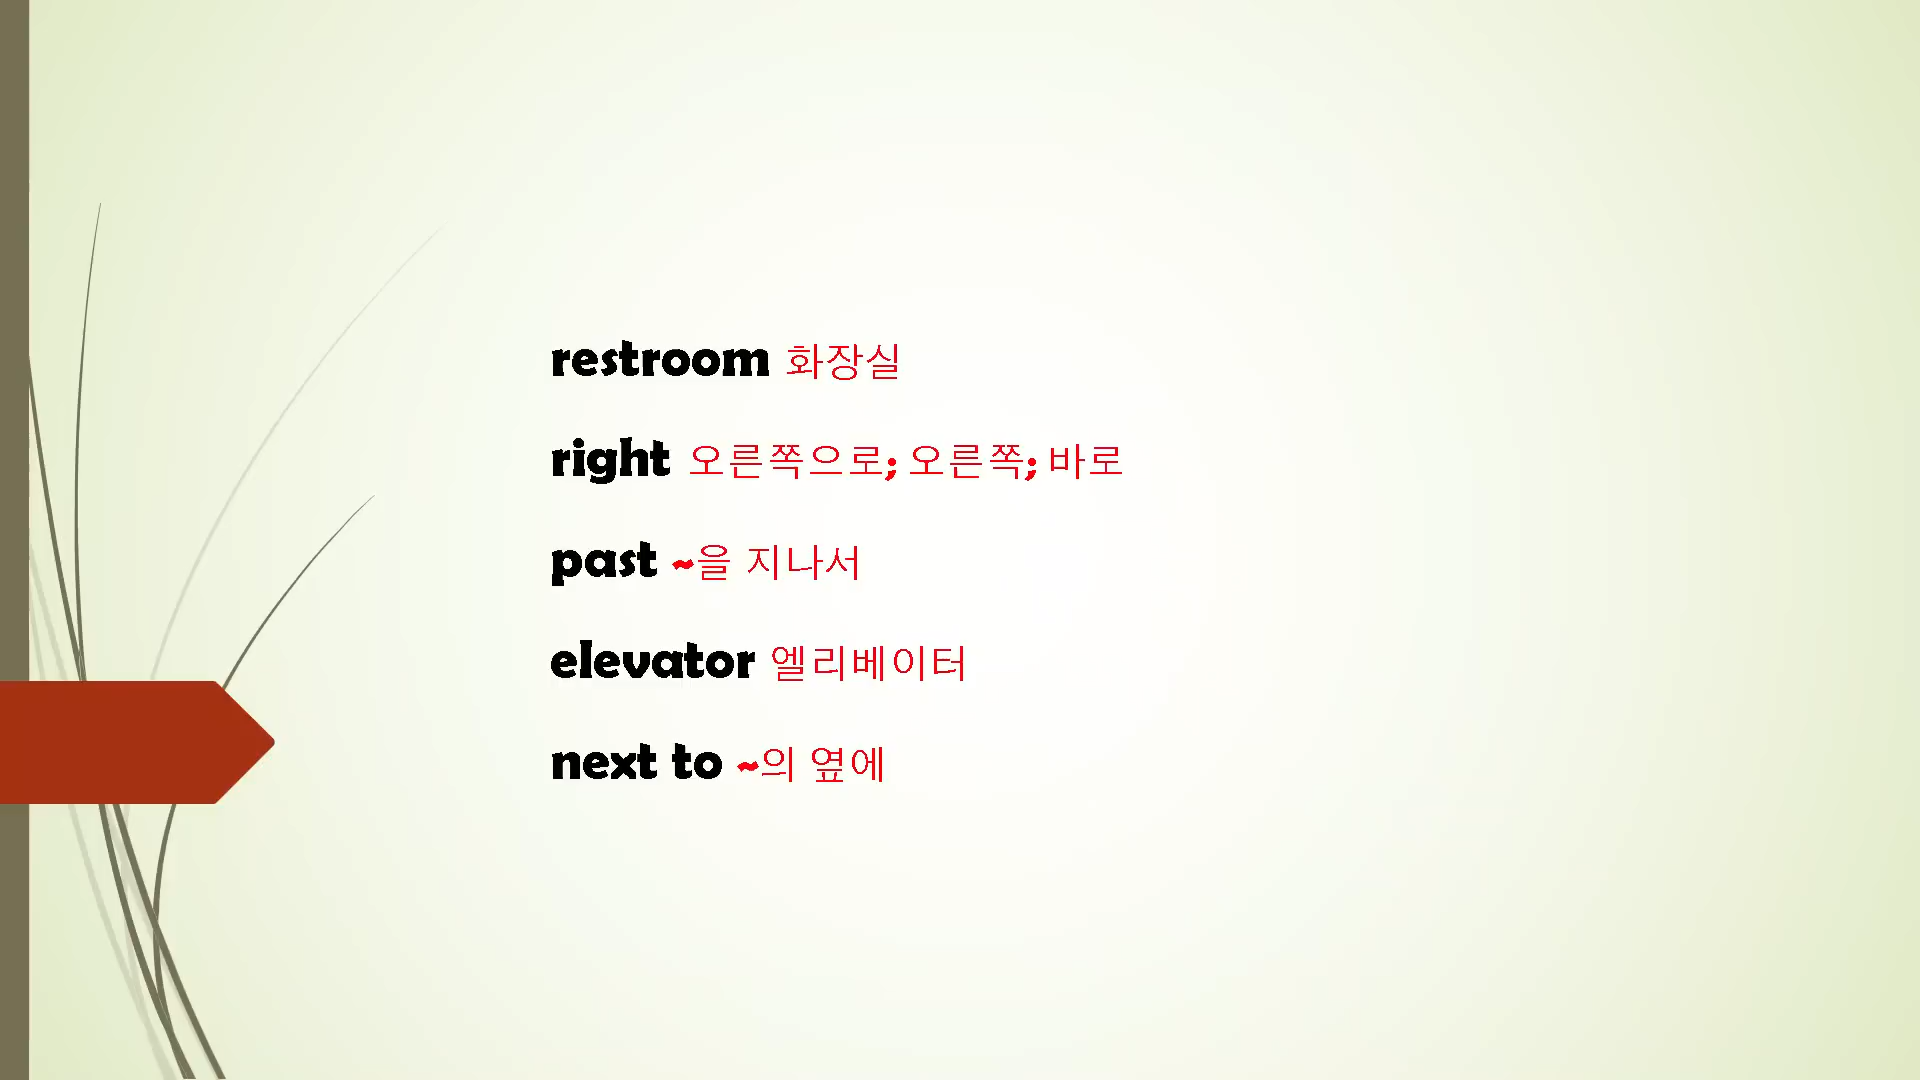 restroom 화장실
right 오른쪽으로; 오른쪽; 바로
past ~을 지나서
elevator 엘리베이터
next to ~의 옆에